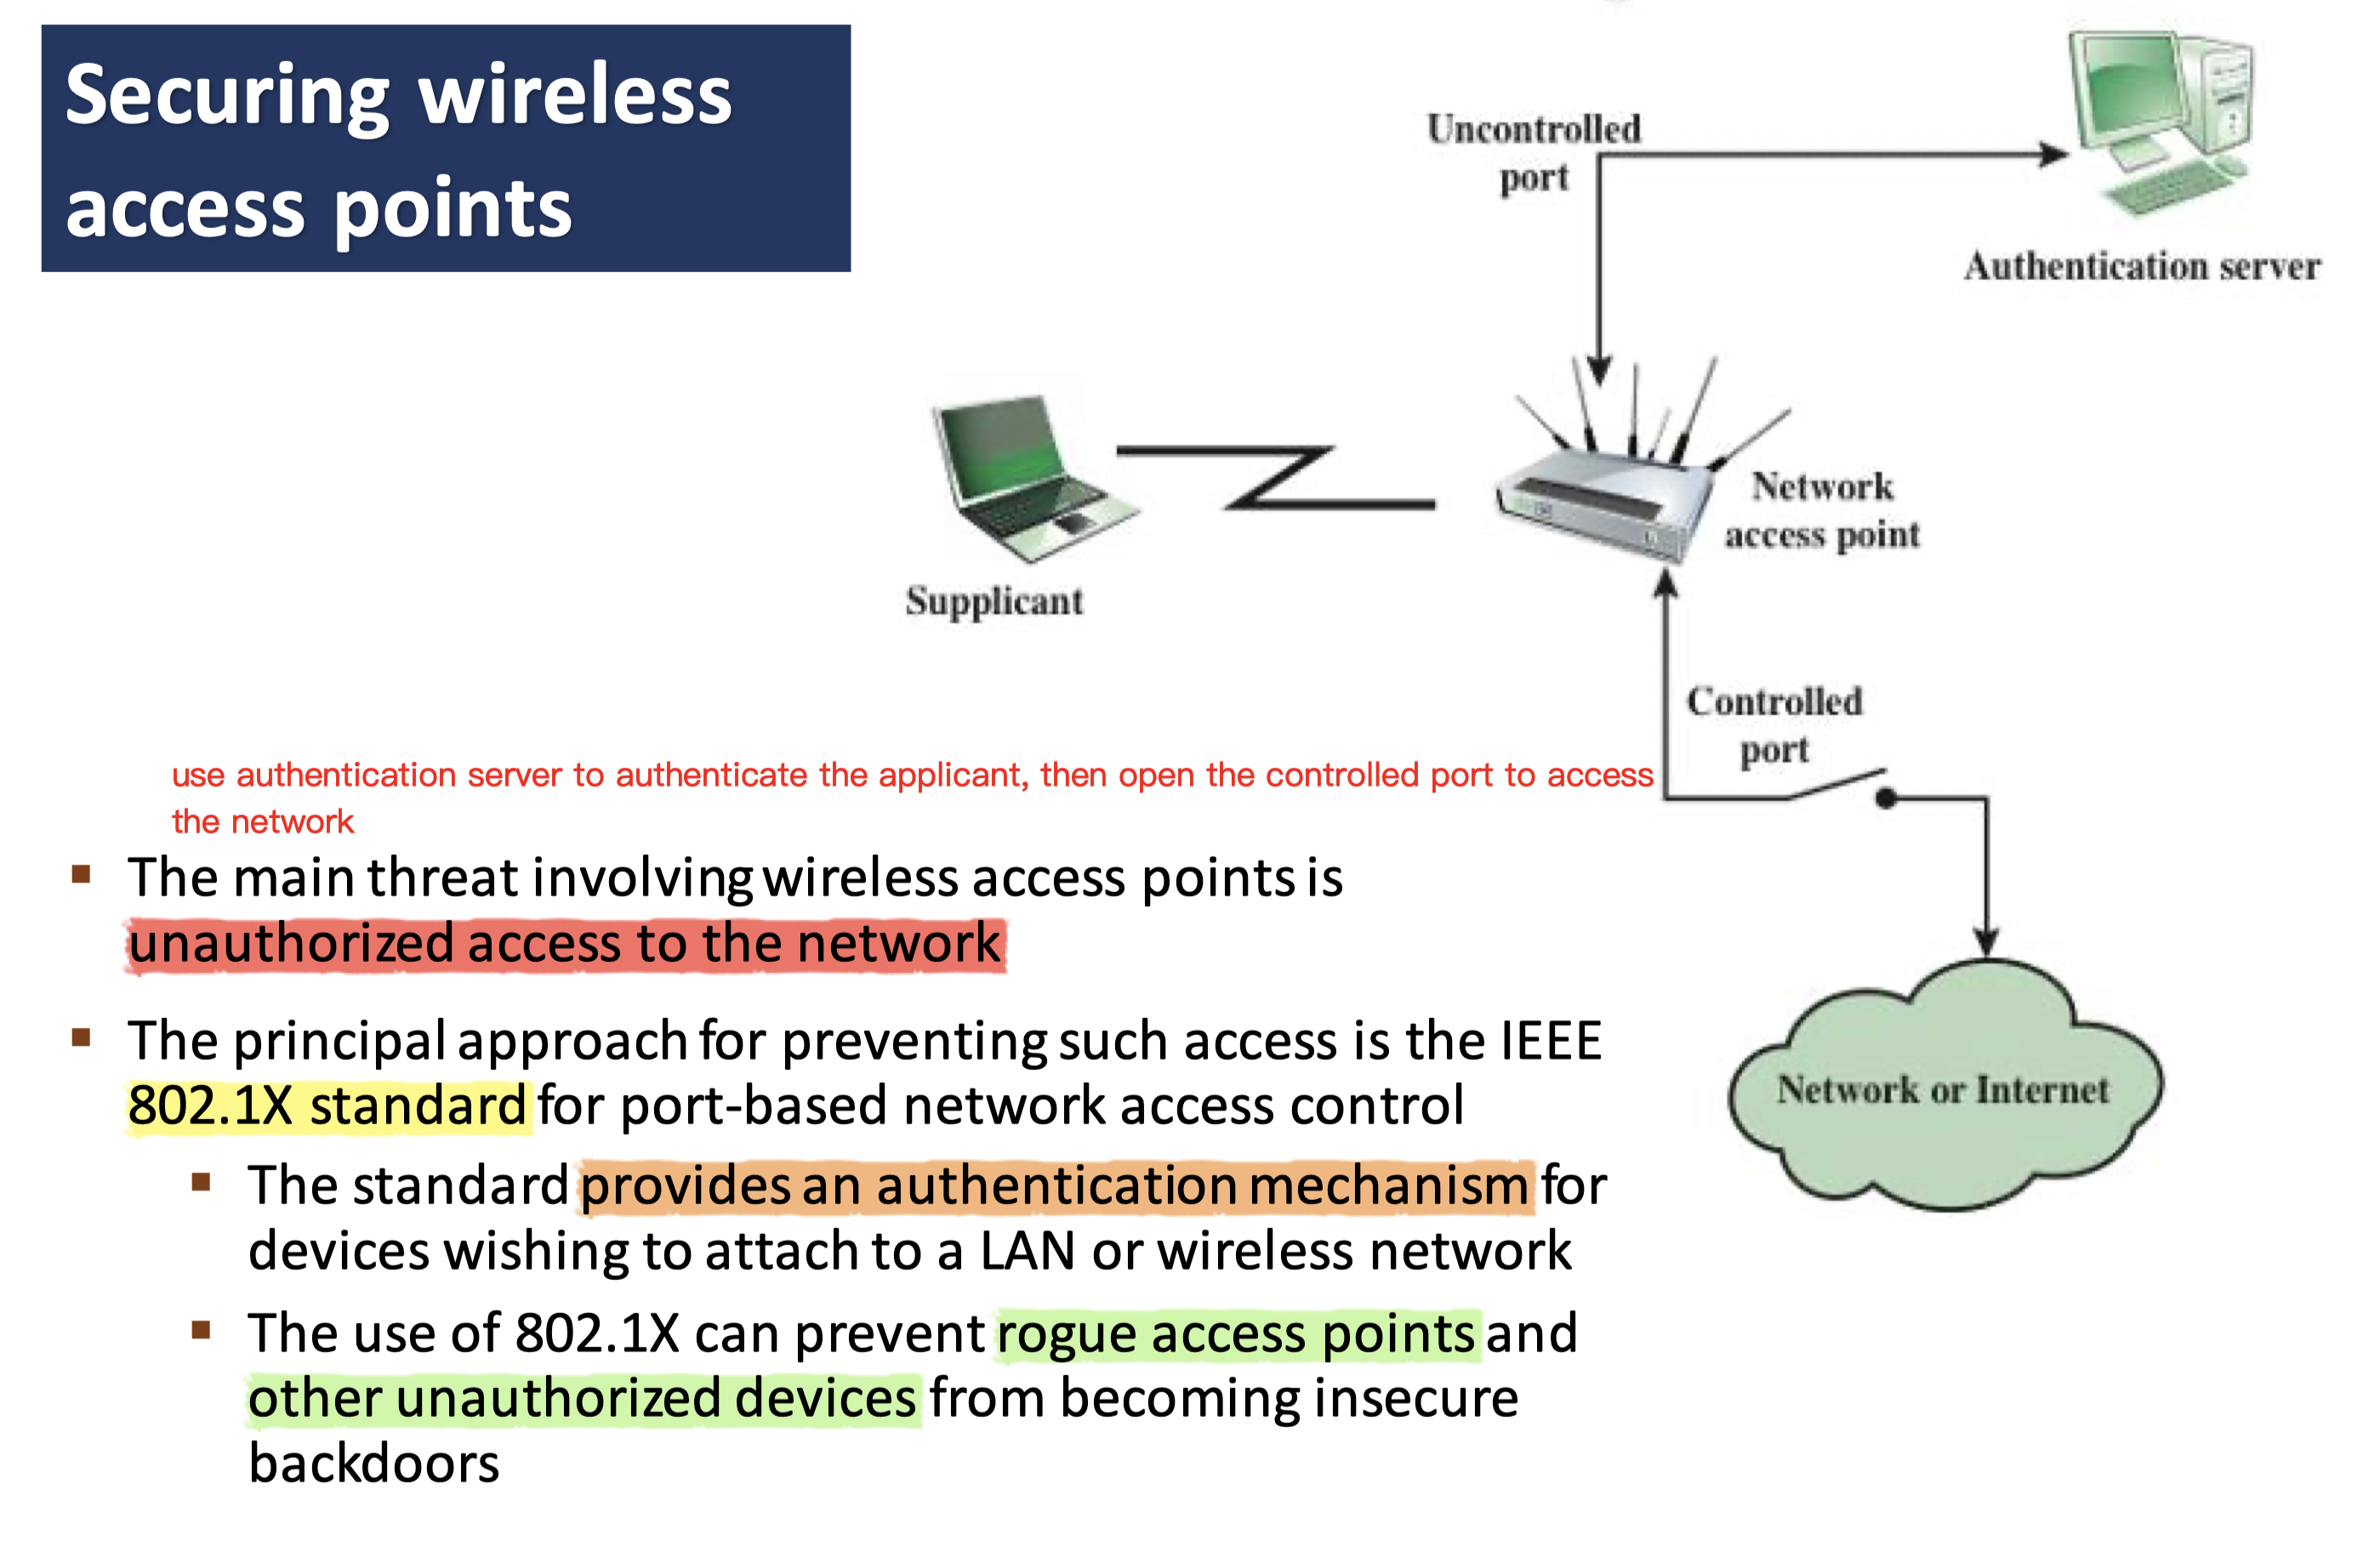 Securing wireless
access points
Uncontrolled
port
Authentication server
Network
access point
Supplicant
Controlled
port
use authentication server to authenticate the applicant, then open the controlled port to access
the network
Network or Internet
▪ The main threat involving wireless access points is
unauthorized access to the network
▪ The principal approach for preventing such access is the IEEE
802.1X standard for port-based network access control
▪ The standard provides an authentication mechanism for
devices wishing to attach to a LAN or wireless network
▪ The use of 802.1X can prevent rogue access points and
other unauthorized devices from becoming insecure
backdoors